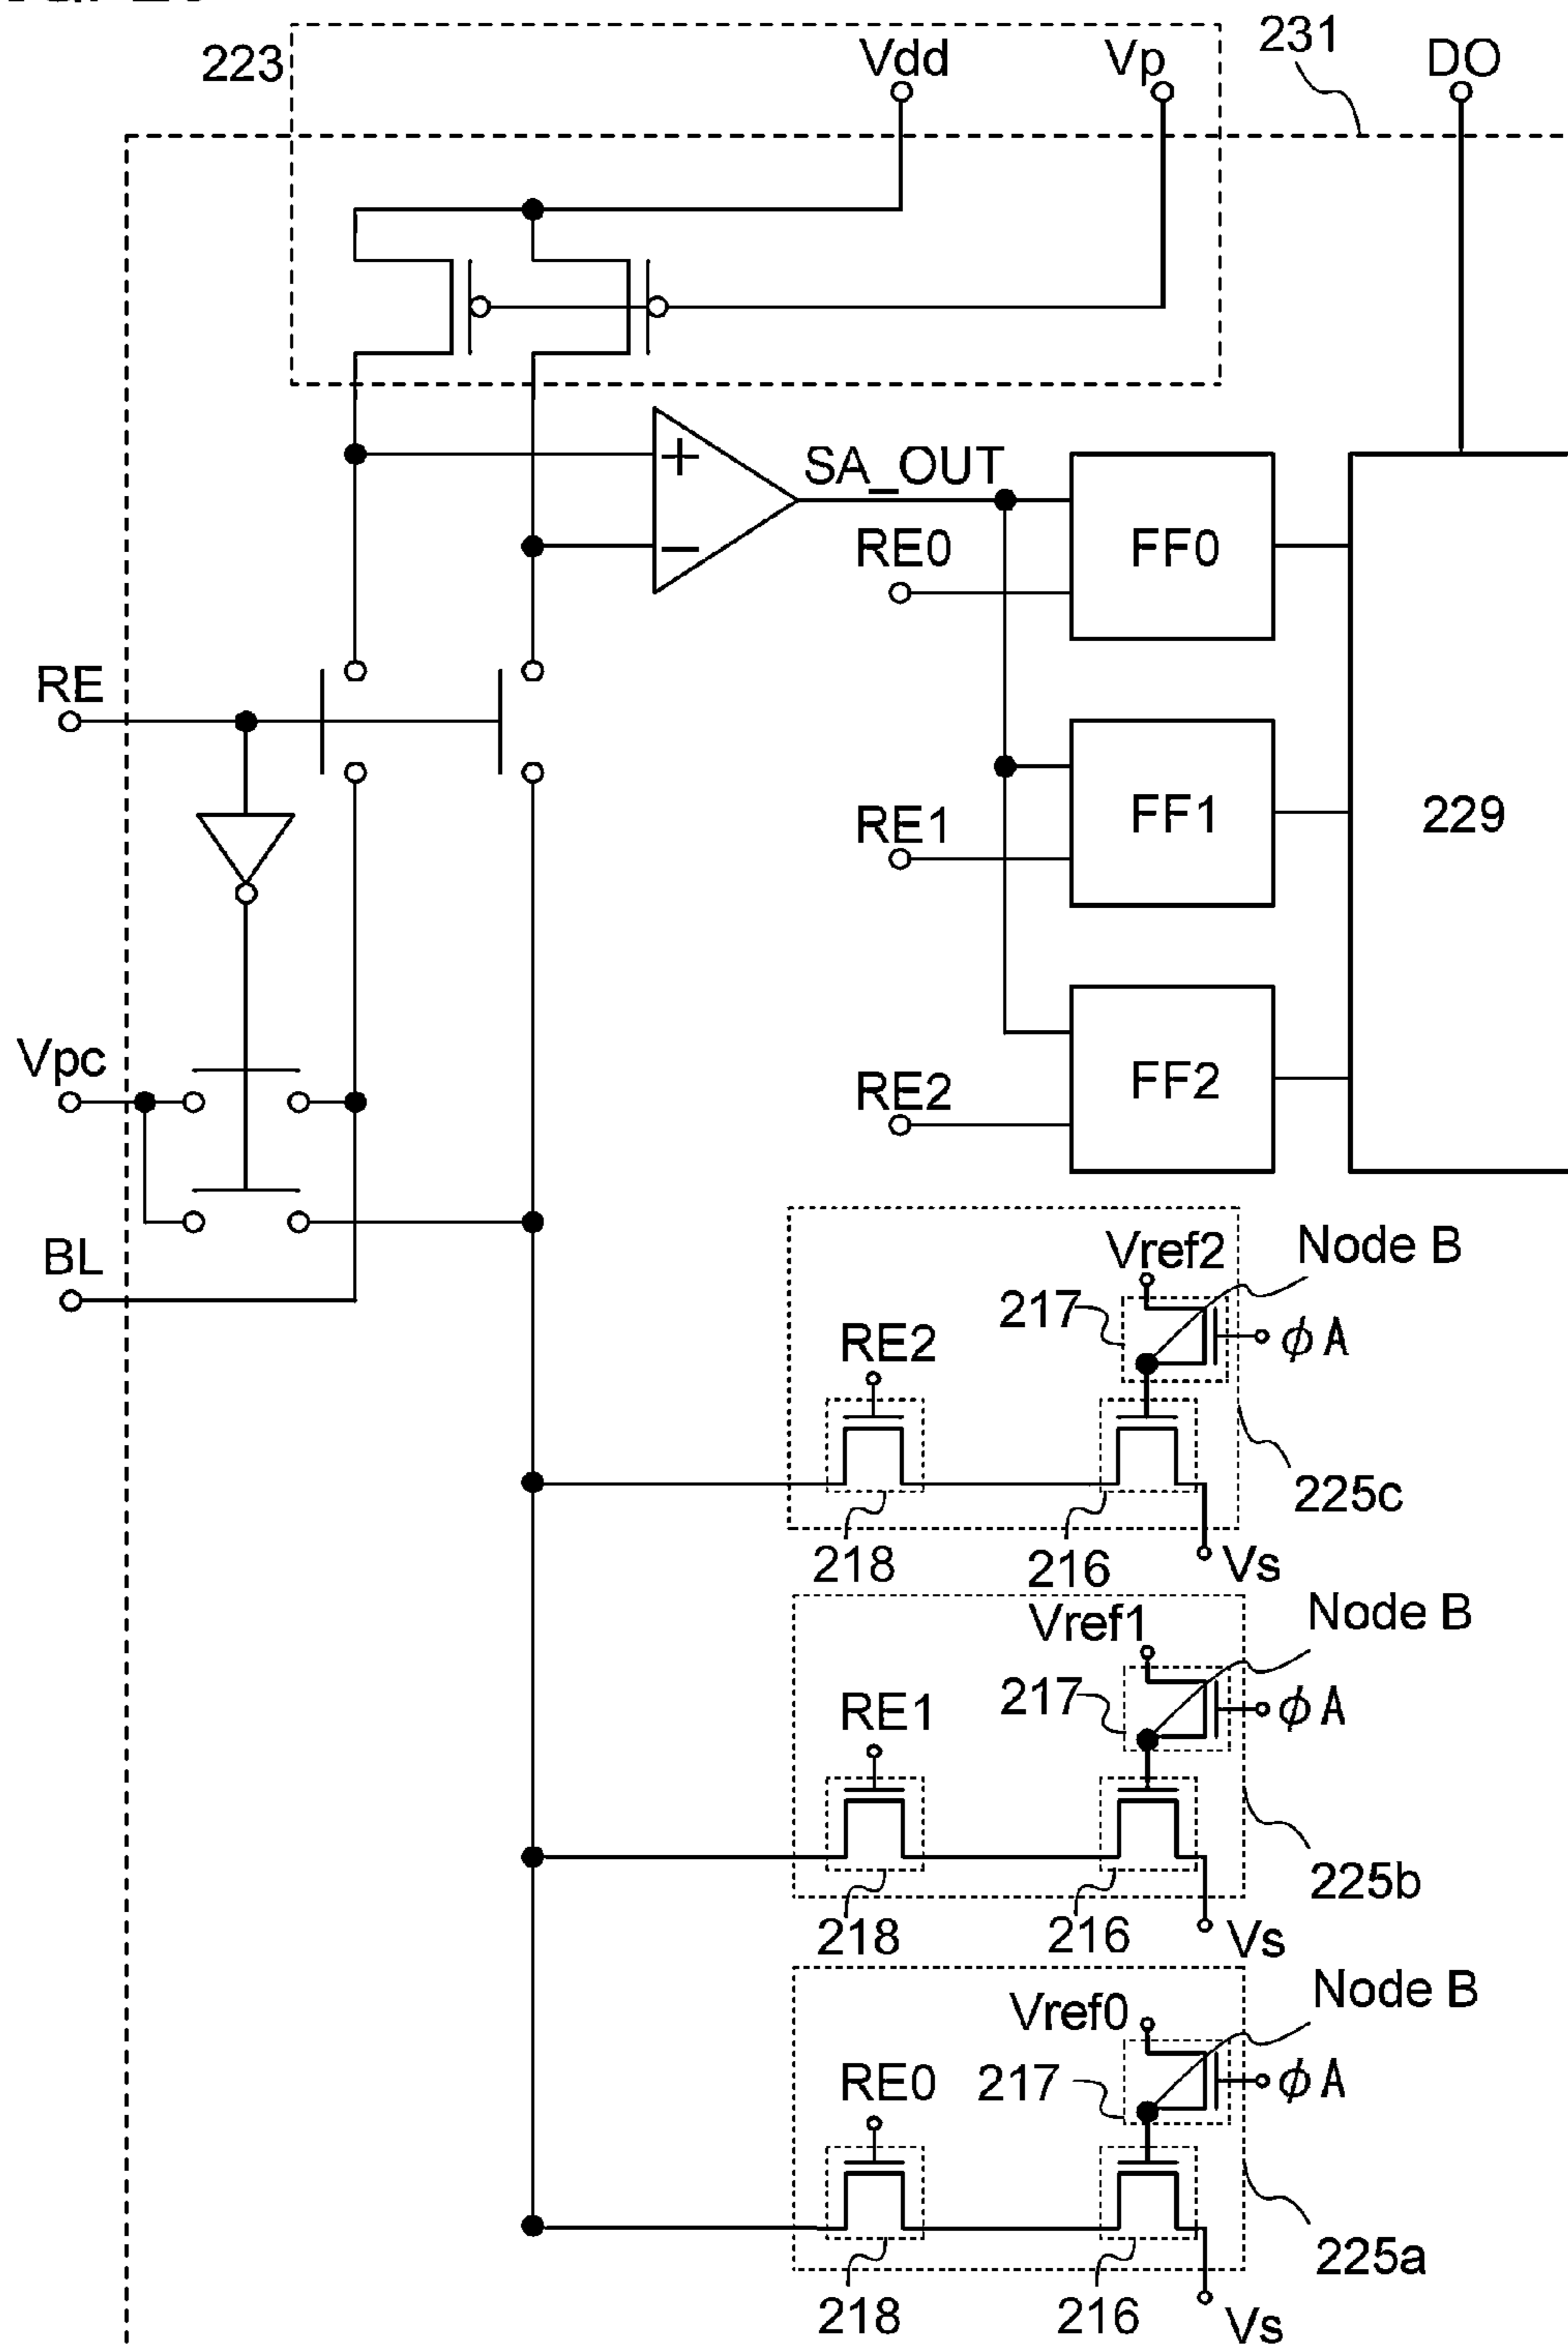 223
Vdd
Vp
231
DO
+
SA_OUT
−
RE0
FF0
RE
RE1
FF1
229
Vpc
RE2
FF2
BL
Vref2
Node B
217
ϕA
RE2
225c
218
216
Vs
Vref1
Node B
217
ϕA
RE1
225b
218
216
Vs
Vref0
Node B
217
ϕA
RE0
225a
218
216
Vs